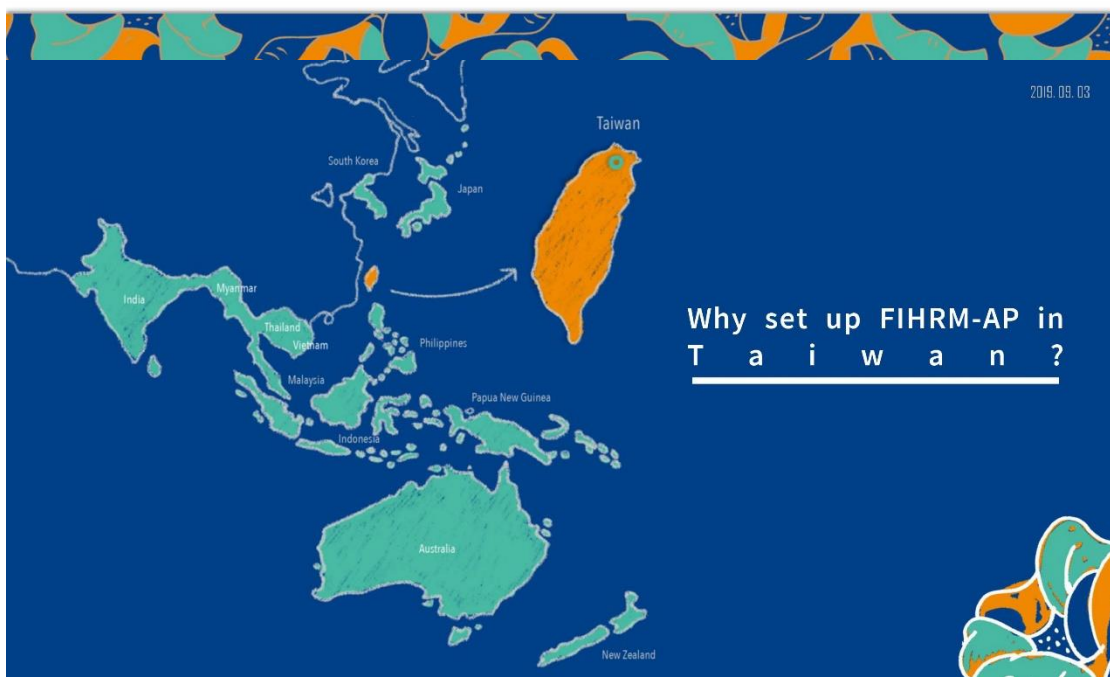 2019. 09. 03
Taiwan
South Korea
Japan
India
Myanmar
Thailand
Vietnam
Philippines
Malaysia
Indonesia
Papua New Guinea
Australia
New Zealand
Why set up FIHRM-AP in
Taiwan?